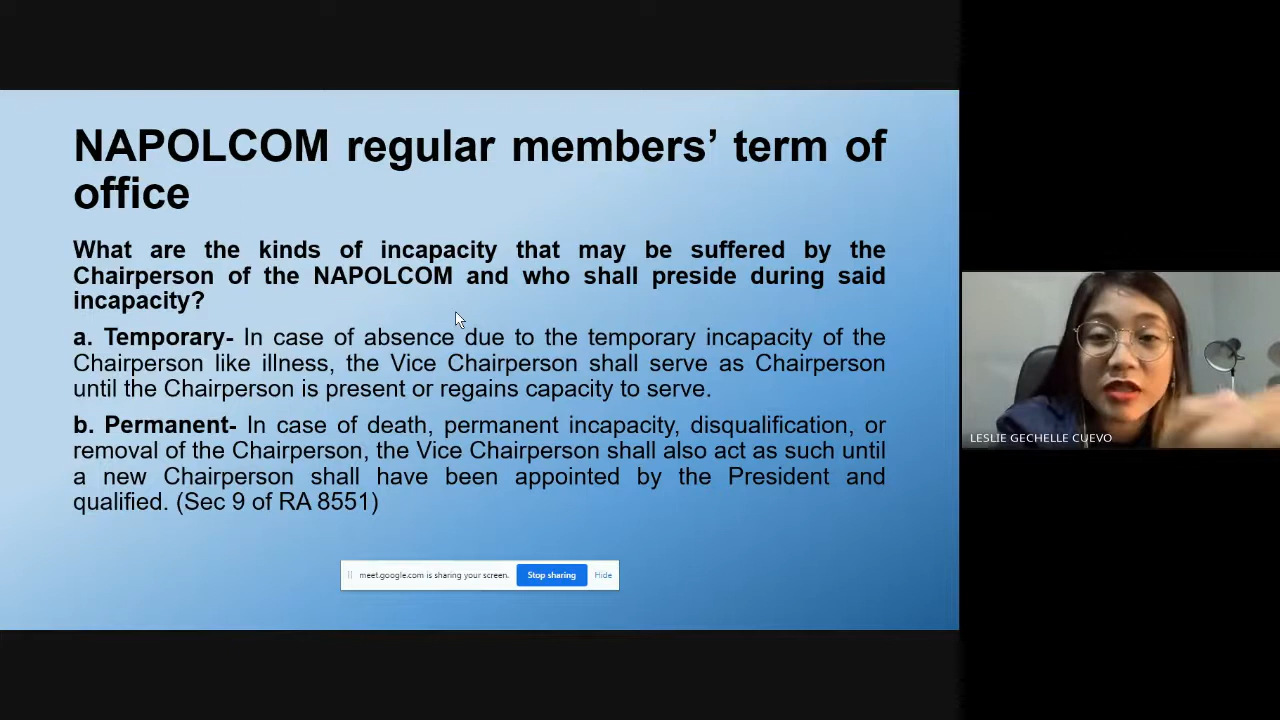 NAPOLCOM regular members’ term of
office
What are the kinds of incapacity that may be suffered by the
Chairperson of the NAPOLCOM and who shall preside during said
incapacity?
a. Temporary- In case of absence due to the temporary incapacity of the
Chairperson like illness, the Vice Chairperson shall serve as Chairperson
until the Chairperson is present or regains capacity to serve.
b. Permanent- In case of death, permanent incapacity, disqualification, or
removal of the Chairperson, the Vice Chairperson shall also act as such until
a new Chairperson shall have been appointed by the President and
qualified. (Sec 9 of RA 8551)
meet.google.com is sharing your screen. Stop sharing Hide
LESLIE GECHELLE CUEVO